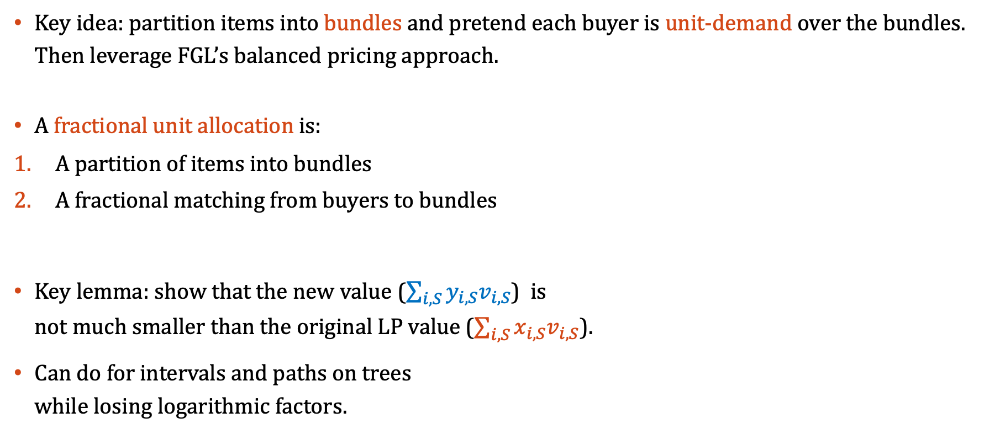 • Key idea: partition items into bundles and pretend each buyer is unit-demand over the bundles.
Then leverage FGL’s balanced pricing approach.
• A fractional unit allocation is:
1. A partition of items into bundles
2. A fractional matching from buyers to bundles
• Key lemma: show that the new value (∑_{i,S} y_{i,S}v_{i,S}) is
not much smaller than the original LP value (∑_{i,S} x_{i,S}v_{i,S}).
• Can do for intervals and paths on trees
while losing logarithmic factors.